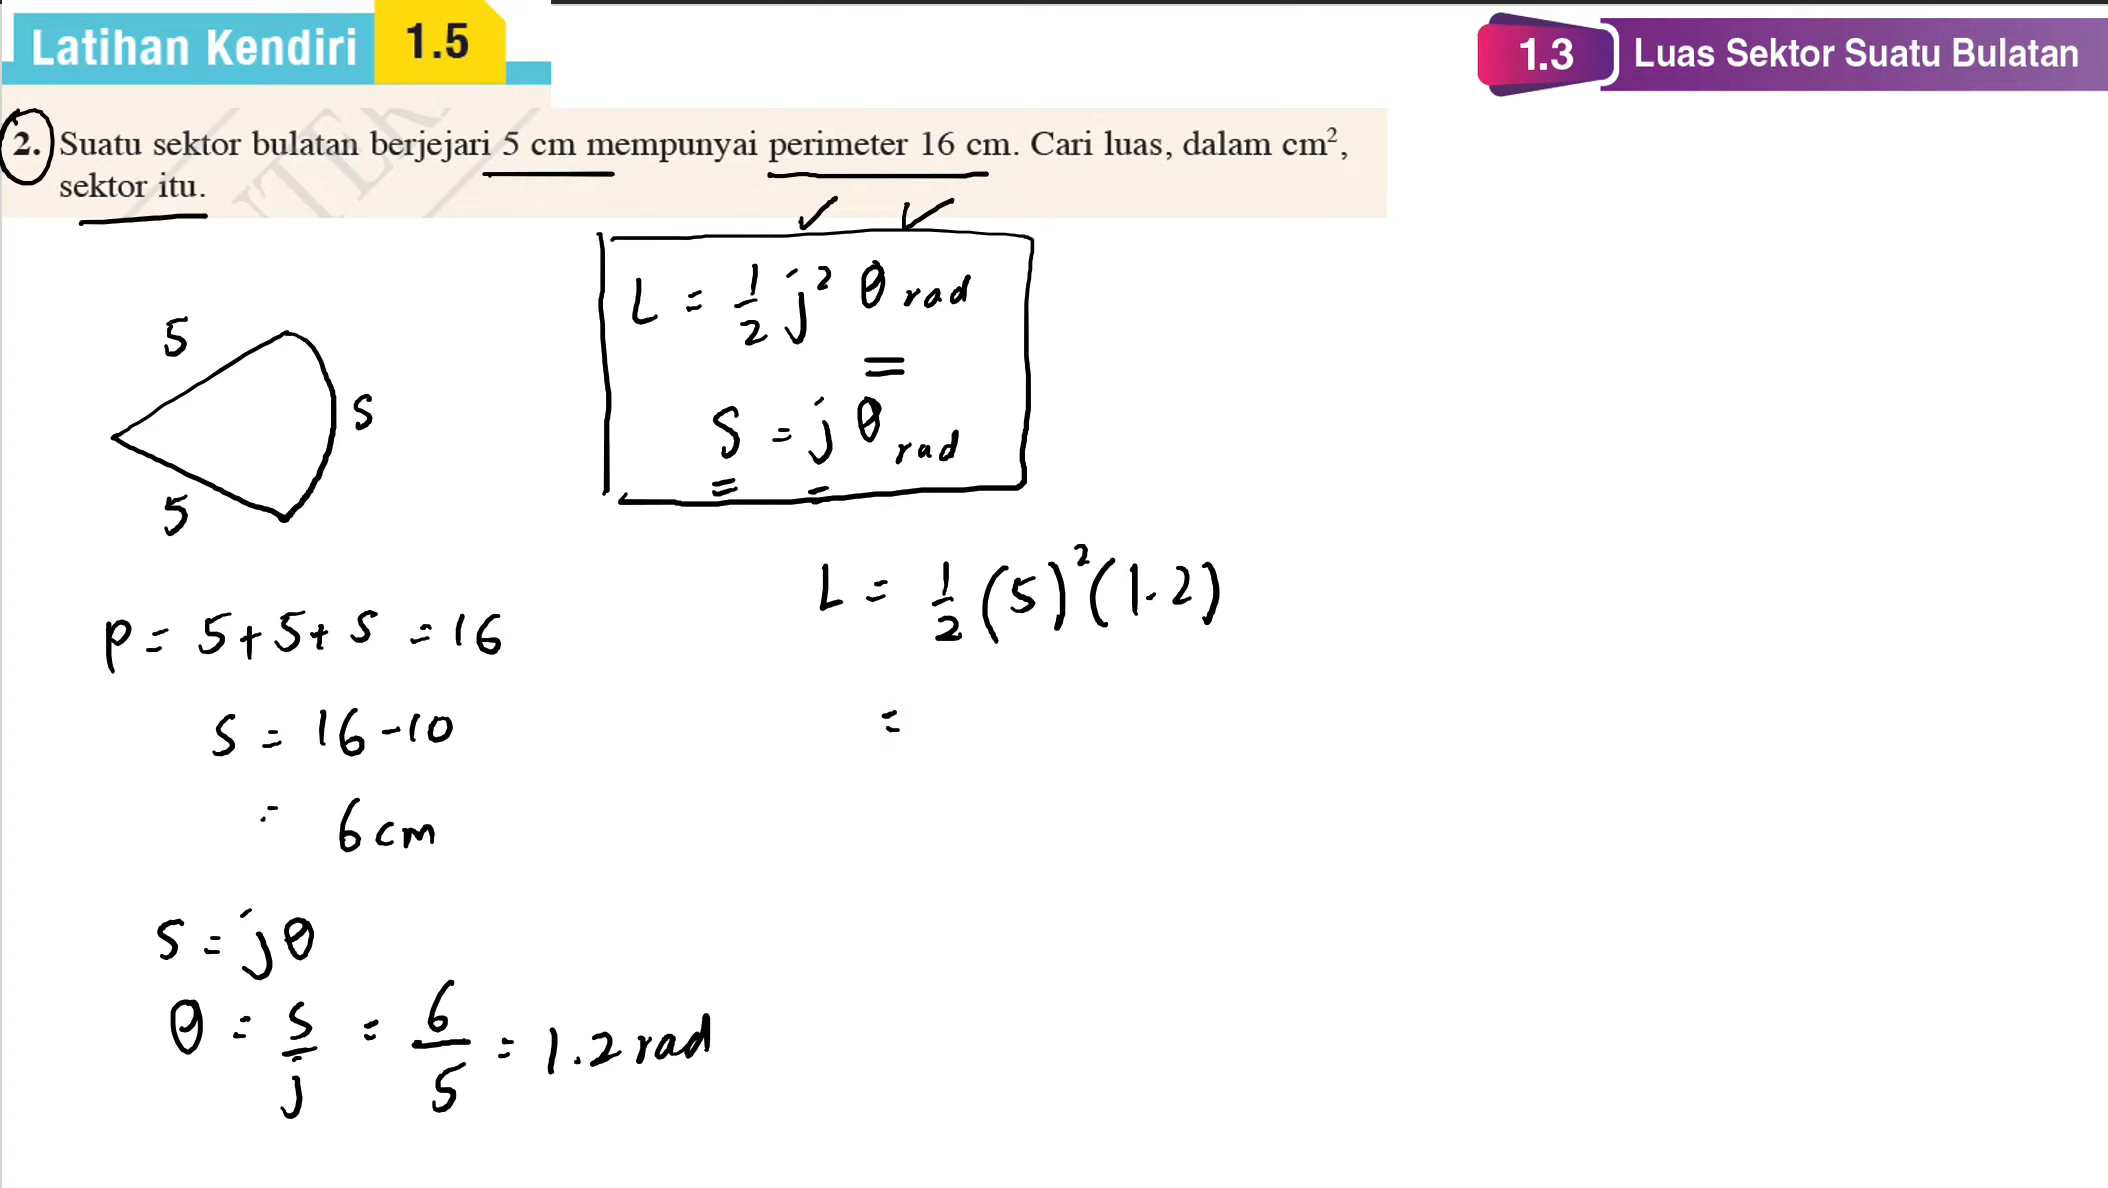 Latihan Kendiri 1.5
1.3 Luas Sektor Suatu Bulatan
2. Suatu sektor bulatan berjejari 5 cm mempunyai perimeter 16 cm. Cari luas, dalam cm²,
sektor itu.
✓ ✓
L = 1/2 j² θ rad
S = j θ rad
5
S
5
L = 1/2 (5)² (1.2)
=
P = 5 + 5 + S = 16
S = 16 - 10
= 6 cm
S = jθ
θ = S/j = 6/5 = 1.2 rad